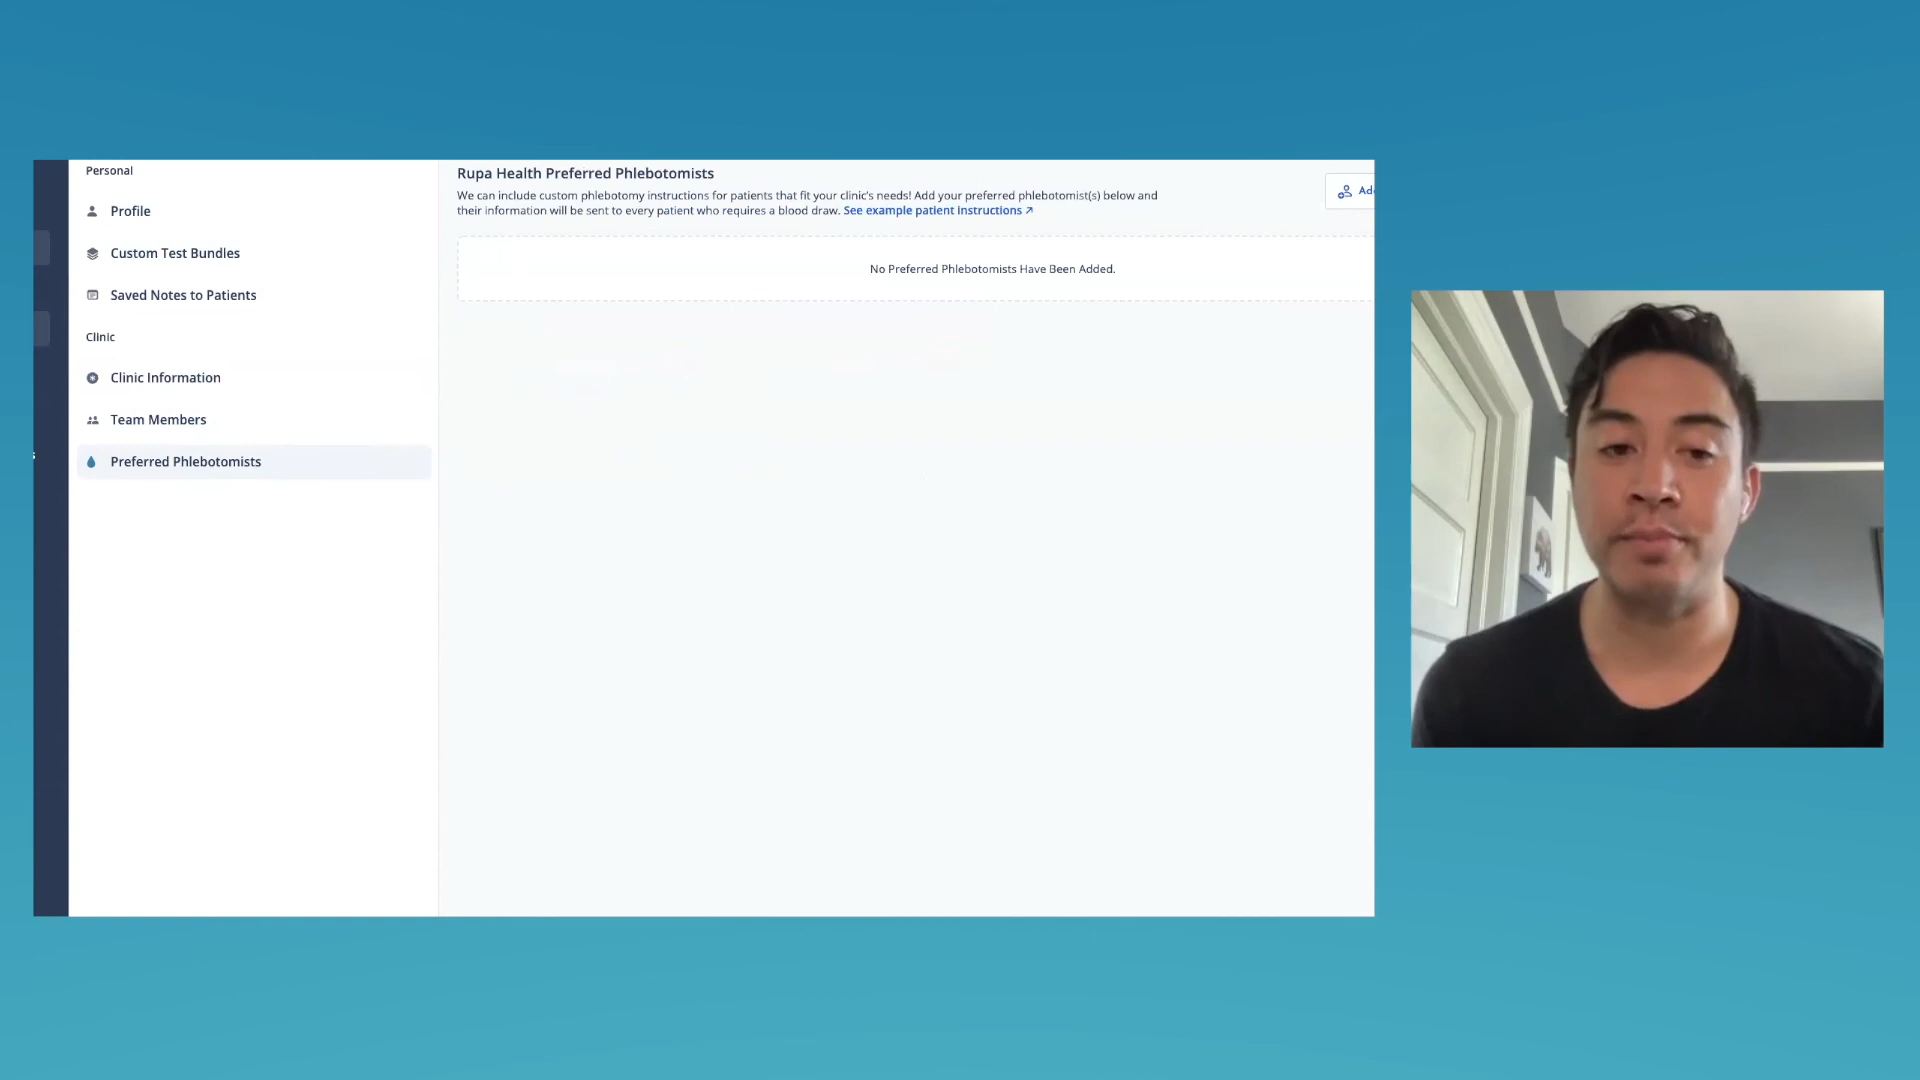 Personal
Profile
Custom Test Bundles
Saved Notes to Patients
Clinic
Clinic Information
Team Members
Preferred Phlebotomists
Rupa Health Preferred Phlebotomists
We can include custom phlebotomy instructions for patients that fit your clinic's needs! Add your preferred phlebotomist(s) below and
their information will be sent to every patient who requires a blood draw. See example patient instructions ↗
No Preferred Phlebotomists Have Been Added.